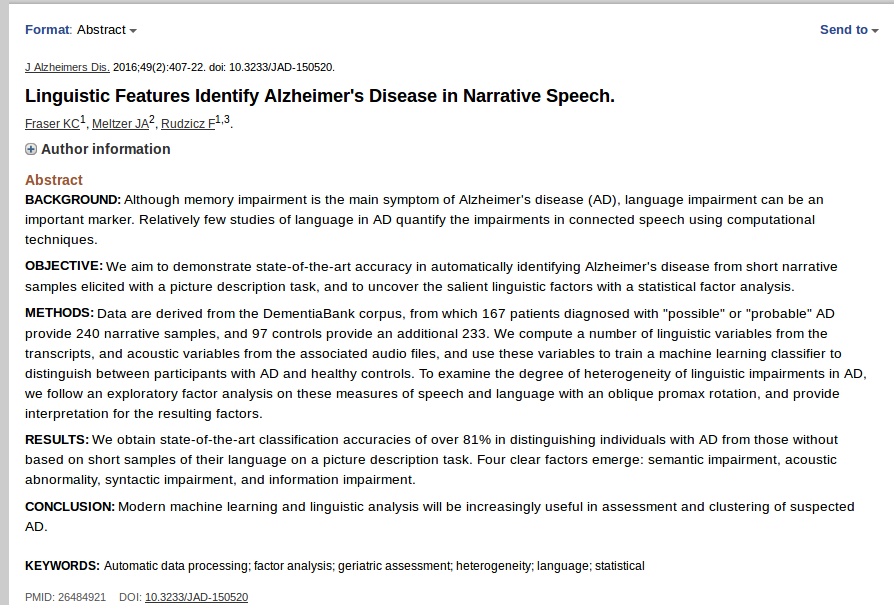 Format: Abstract
Send to
J Alzheimers Dis. 2016;49(2):407-22. doi: 10.3233/JAD-150520.
Linguistic Features Identify Alzheimer's Disease in Narrative Speech.
Fraser KC1, Meltzer JA2, Rudzicz F1,3.
Author information
Abstract
BACKGROUND: Although memory impairment is the main symptom of Alzheimer's disease (AD), language impairment can be an
important marker. Relatively few studies of language in AD quantify the impairments in connected speech using computational
techniques.
OBJECTIVE: We aim to demonstrate state-of-the-art accuracy in automatically identifying Alzheimer's disease from short narrative
samples elicited with a picture description task, and to uncover the salient linguistic factors with a statistical factor analysis.
METHODS: Data are derived from the DementiaBank corpus, from which 167 patients diagnosed with "possible" or "probable" AD
provide 240 narrative samples, and 97 controls provide an additional 233. We compute a number of linguistic variables from the
transcripts, and acoustic variables from the associated audio files, and use these variables to train a machine learning classifier to
distinguish between participants with AD and healthy controls. To examine the degree of heterogeneity of linguistic impairments in AD,
we follow an exploratory factor analysis on these measures of speech and language with an oblique promax rotation, and provide
interpretation for the resulting factors.
RESULTS: We obtain state-of-the-art classification accuracies of over 81% in distinguishing individuals with AD from those without
based on short samples of their language on a picture description task. Four clear factors emerge: semantic impairment, acoustic
abnormality, syntactic impairment, and information impairment.
CONCLUSION: Modern machine learning and linguistic analysis will be increasingly useful in assessment and clustering of suspected
AD.
KEYWORDS: Automatic data processing; factor analysis; geriatric assessment; heterogeneity; language; statistical
PMID: 26484921 DOI: 10.3233/JAD-150520